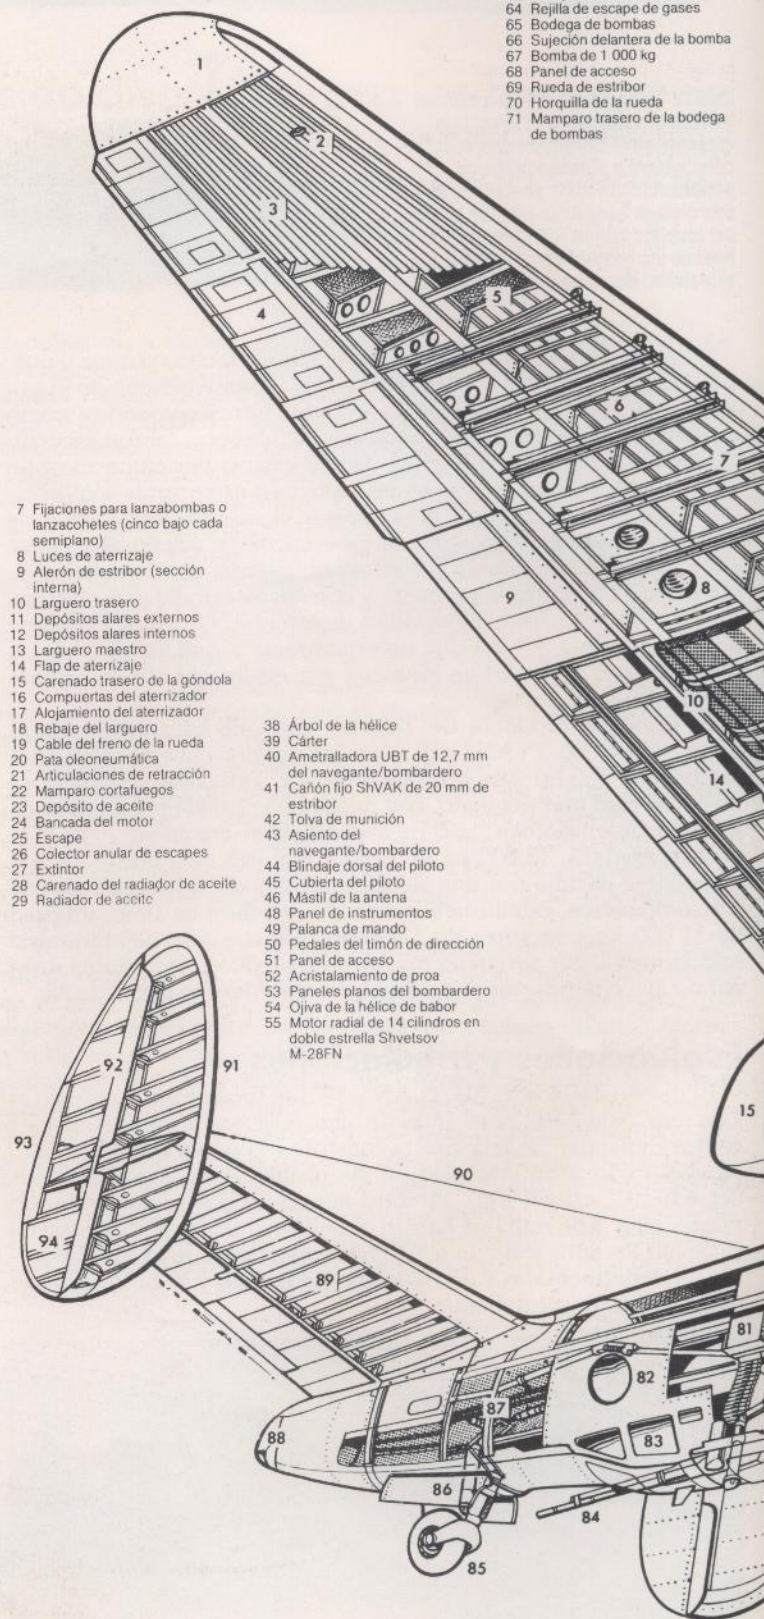 64 Rejilla de escape de gases
65 Bodega de bombas
66 Sujeción delantera de la bomba
67 Bomba de 1 000 kg
68 Panel de acceso
69 Rueda de estribor
70 Horquilla de la rueda
71 Mamparo trasero de la bodega
de bombas
1
2
3
4
5
6
7
8
9
10
14
7 Fijaciones para lanzabombas o
lanzacohetes (cinco bajo cada
semiplano)
8 Luces de aterrizaje
9 Alerón de estribor (sección
interna)
10 Larguero trasero
11 Depósitos alares externos
12 Depósitos alares internos
13 Larguero maestro
14 Flap de aterrizaje
15 Carenado trasero de la góndola
16 Compuertas del aterrizador
17 Alojamiento del aterrizador
18 Rebaje del larguero
19 Cable del freno de la rueda
20 Pata oleoneumática
21 Articulaciones de retracción
22 Mamparo cortafuegos
23 Depósito de aceite
24 Bancada del motor
25 Escape
26 Colector anular de escapes
27 Extintor
28 Carenado del radiador de aceite
29 Radiador de aceite
38 Árbol de la hélice
39 Cárter
40 Ametralladora UBT de 12,7 mm
del navegante/bombardero
41 Cañón fijo ShVAK de 20 mm de
estribor
42 Tolva de munición
43 Asiento del
navegante/bombardero
44 Blindaje dorsal del piloto
45 Cubierta del piloto
46 Mástil de la antena
48 Panel de instrumentos
49 Palanca de mando
50 Pedales del timón de dirección
51 Panel de acceso
52 Acristalamiento de proa
53 Paneles planos del bombardero
54 Ojiva de la hélice de babor
55 Motor radial de 14 cilindros en
doble estrella Shvetsov
M-28FN
92
91
15
93
90
94
89
81
82
87
83
88
86
84
85